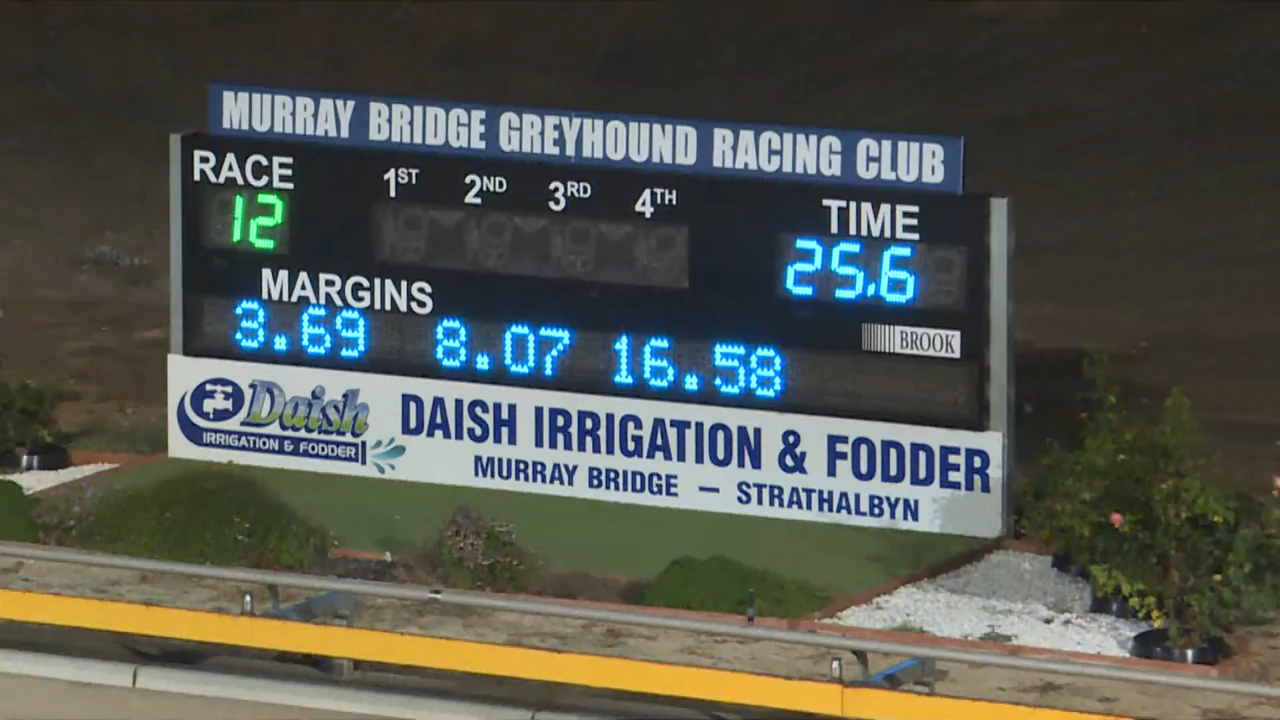 MURRAY BRIDGE GREYHOUND RACING CLUB
RACE 1ST 2ND 3RD 4TH TIME
12 25.6
MARGINS
3.69 8.07 16.58
BROOK
Daish
IRRIGATION & FODDER
DAISH IRRIGATION & FODDER
MURRAY BRIDGE – STRATHALBYN